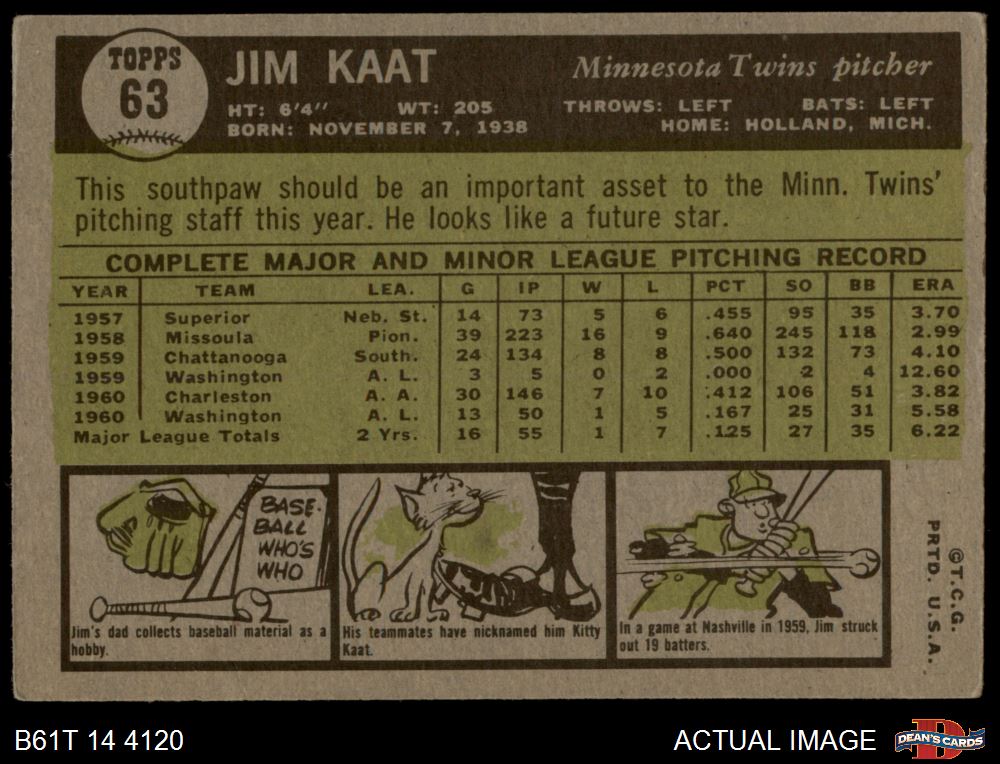 TOPPS
63
JIM KAAT
Minnesota Twins pitcher
HT: 6'4" WT: 205 THROWS: LEFT BATS: LEFT
BORN: NOVEMBER 7, 1938 HOME: HOLLAND, MICH.
This southpaw should be an important asset to the Minn. Twins'
pitching staff this year. He looks like a future star.
COMPLETE MAJOR AND MINOR LEAGUE PITCHING RECORD
YEAR TEAM LEA. G IP W L PCT SO BB ERA
1957 Superior Neb. St. 14 73 5 6 .455 95 35 3.70
1958 Missoula Pion. 39 223 16 9 .640 245 118 2.99
1959 Chattanooga South. 24 134 8 8 .500 132 73 4.10
1959 Washington A. L. 3 5 0 2 .000 2 4 12.60
1960 Charleston A. A. 30 146 7 10 .412 106 51 3.82
1960 Washington A. L. 13 50 1 5 .167 25 31 5.58
Major League Totals 2 Yrs. 16 55 1 7 .125 27 35 6.22
BASE-
BALL
WHO'S
WHO
Jim's dad collects baseball material as a
hobby.
His teammates have nicknamed him Kitty
Kaat.
In a game at Nashville in 1959, Jim struck
out 19 batters.
©T.C.G.
PRTD. U.S.A.
B61T 14 4120
ACTUAL IMAGE
DEAN'S CARDS